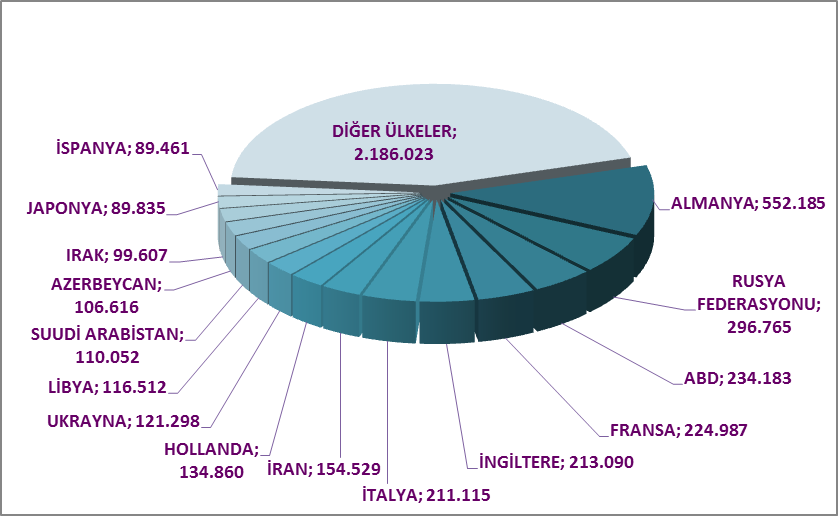 DİĞER ÜLKELER;
2.186.023
ALMANYA; 552.185
RUSYA
FEDERASYONU;
296.765
ABD; 234.183
FRANSA; 224.987
İNGİLTERE; 213.090
İTALYA; 211.115
İRAN; 154.529
HOLLANDA;
134.860
UKRAYNA; 121.298
LİBYA; 116.512
SUUDİ ARABİSTAN;
110.052
AZERBEYCAN;
106.616
IRAK; 99.607
JAPONYA; 89.835
İSPANYA; 89.461